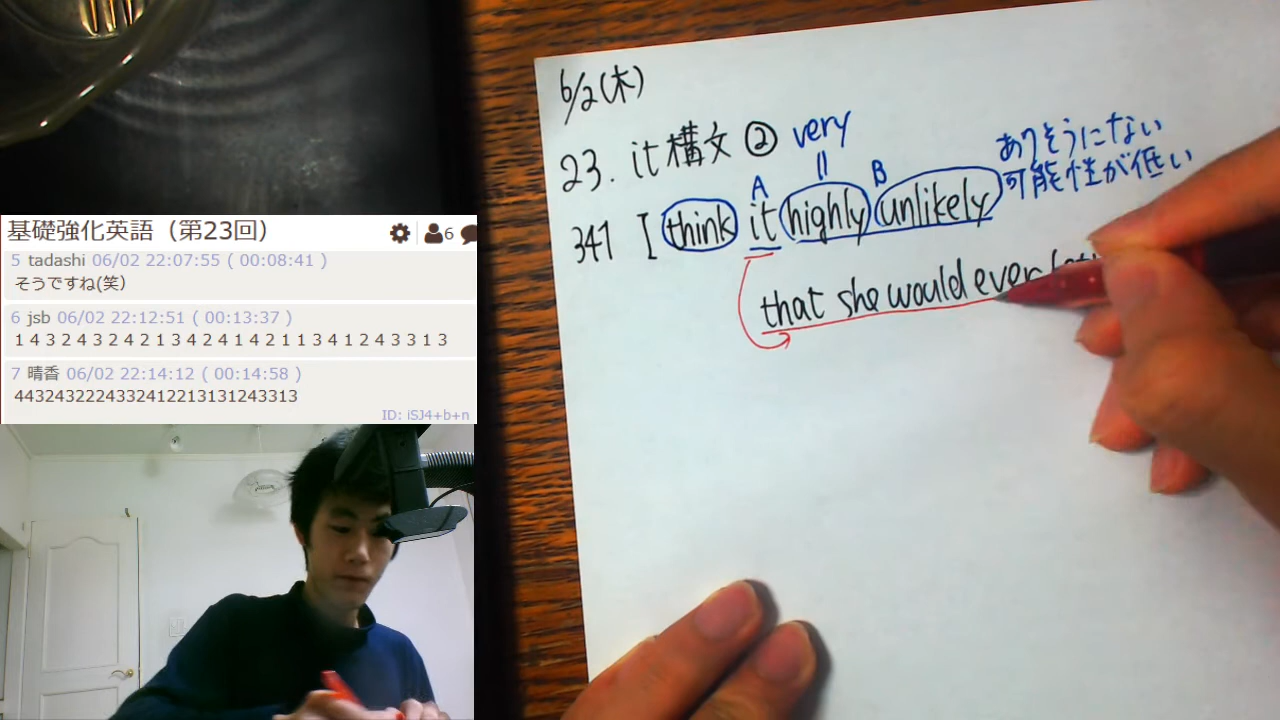 基礎強化英語（第23回）
6
5 tadashi 06/02 22:07:55 ( 00:08:41 )
そうですね(笑)
6 jsb 06/02 22:12:51 ( 00:13:37 )
1 4 3 2 4 3 2 4 2 1 3 4 2 4 1 4 2 1 1 3 4 1 2 4 3 3 1 3
7 晴香 06/02 22:14:12 ( 00:14:58 )
4432432224332412213131243313
ID: iSJ4+b+n
6/2(木)
23. it構文 ②
very
॥
A B
ありそうにない
可能性が低い
341 I think it highly unlikely
that she would ever